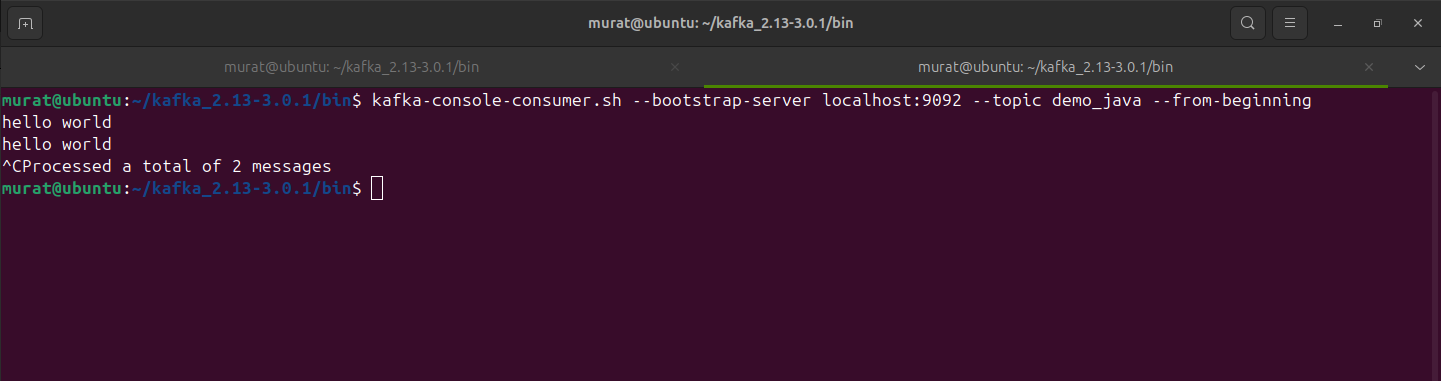 murat@ubuntu: ~/kafka_2.13-3.0.1/bin
murat@ubuntu: ~/kafka_2.13-3.0.1/bin
murat@ubuntu: ~/kafka_2.13-3.0.1/bin
murat@ubuntu:~/kafka_2.13-3.0.1/bin$ kafka-console-consumer.sh --bootstrap-server localhost:9092 --topic demo_java --from-beginning
hello world
hello world
^CProcessed a total of 2 messages
murat@ubuntu:~/kafka_2.13-3.0.1/bin$